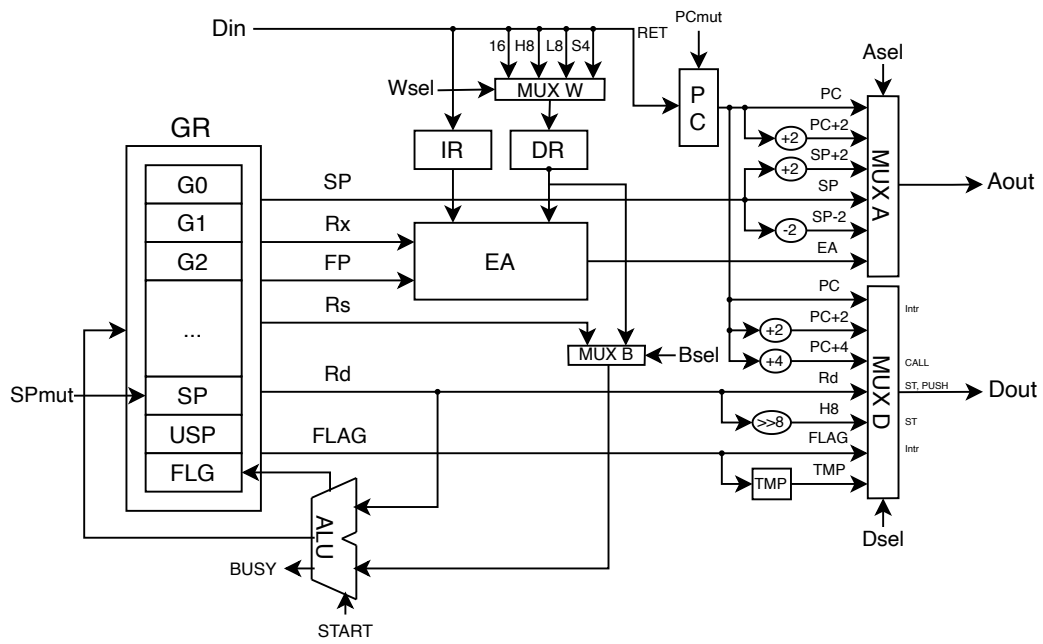 Din
PCmut
RET
16 H8 L8 S4
Asel
Wsel
MUX W
PC
PC
PC+2
+2
GR
IR
DR
SP+2
+2
MUX A
Aout
G0
SP
SP
G1
Rx
SP-2
-2
G2
FP
EA
EA
Rs
PC
Intr
...
PC+2
+2
MUX B
Bsel
PC+4
+4
CALL
SPmut
SP
Rd
Rd
MUX D
ST, PUSH
Dout
H8
>>8
ST
USP
FLAG
FLAG
Intr
FLG
TMP
TMP
ALU
Dsel
BUSY
START